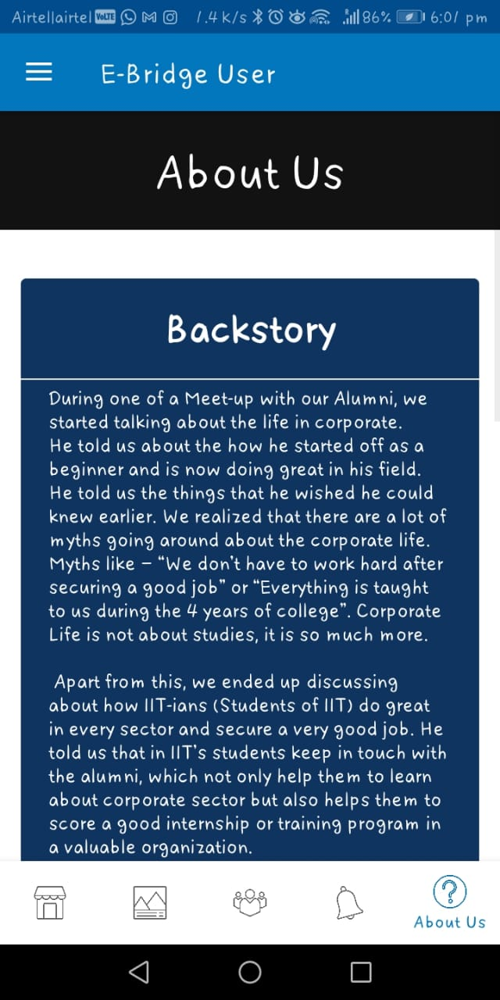 Airtel|airtel VoLTE 1.4 k/s 86% 6:01 pm
E-Bridge User
About Us
Backstory
During one of a Meet-up with our Alumni, we
started talking about the life in corporate.
He told us about the how he started off as a
beginner and is now doing great in his field.
He told us the things that he wished he could
knew earlier. We realized that there are a lot of
myths going around about the corporate life.
Myths like – “We don’t have to work hard after
securing a good job” or “Everything is taught
to us during the 4 years of college”. Corporate
Life is not about studies, it is so much more.
Apart from this, we ended up discussing
about how IIT-ians (Students of IIT) do great
in every sector and secure a very good job. He
told us that in IIT’s students keep in touch with
the alumni, which not only help them to learn
about corporate sector but also helps them to
score a good internship or training program in
a valuable organization.
About Us